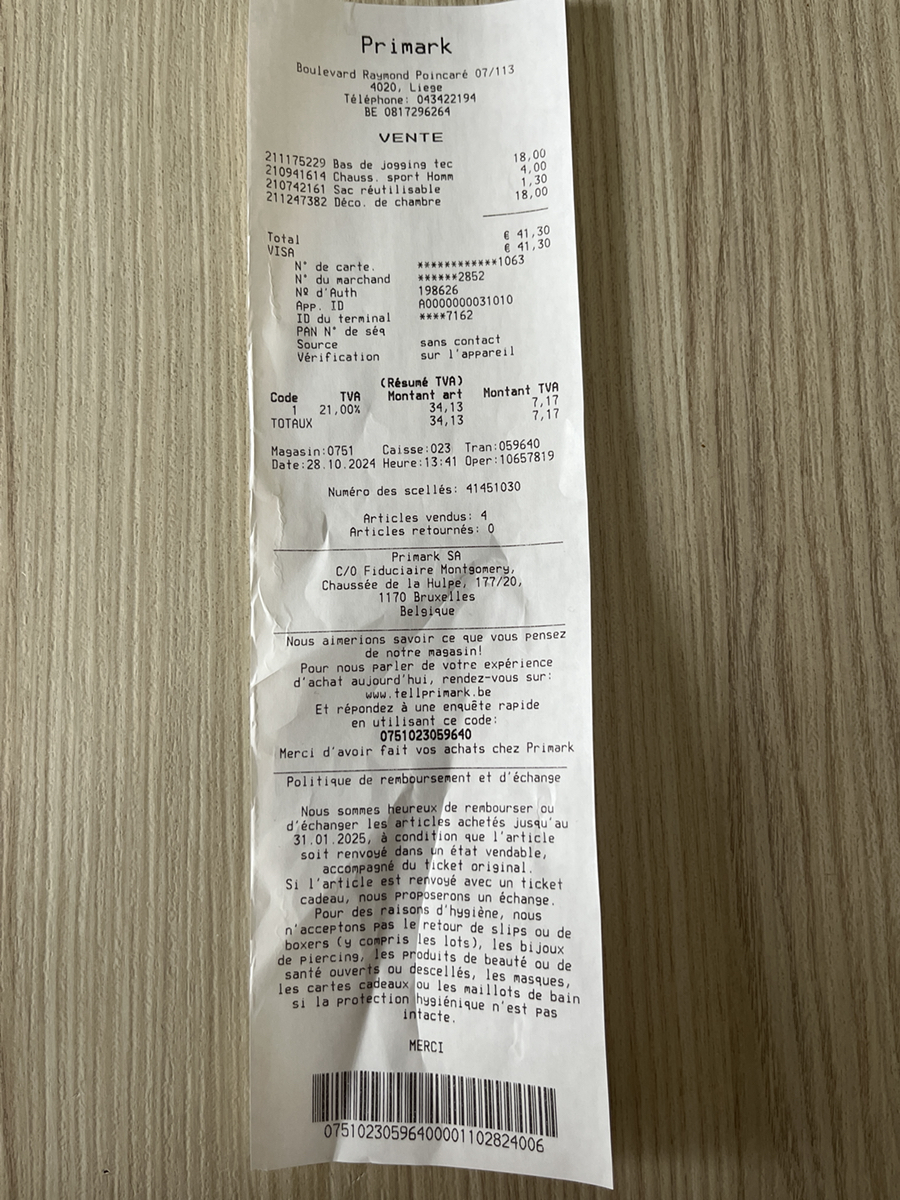 Primark
Boulevard Raymond Poincaré 07/113
4020, Liege
Téléphone: 043422194
BE 0817296264
VENTE
211175229 Bas de jogging tec 18,00
210941614 Chauss. sport Homm 4,00
210742161 Sac réutilisable 1,30
211247382 Déco. de chambre 18,00
Total € 41,30
VISA € 41,30
N° de carte. ************1063
N° du marchand ******2852
Nº d'Auth 198626
App. ID A0000000031010
ID du terminal ****7162
PAN N° de séq
Source sans contact
Vérification sur l'appareil
(Résumé TVA)
Code TVA Montant art Montant TVA
1 21,00% 34,13 7,17
TOTAUX 34,13 7,17
Magasin:0751 Caisse:023 Tran:059640
Date:28.10.2024 Heure:13:41 Oper:10657819
Numéro des scellés: 41451030
Articles vendus: 4
Articles retournés: 0
Primark SA
C/O Fiduciaire Montgomery,
Chaussée de la Hulpe, 177/20,
1170 Bruxelles
Belgique
Nous aimerions savoir ce que vous pensez
de notre magasin!
Pour nous parler de votre expérience
d'achat aujourd'hui, rendez-vous sur:
www.tellprimark.be
Et répondez à une enquête rapide
en utilisant ce code:
0751023059640
Merci d'avoir fait vos achats chez Primark
Politique de remboursement et d'échange
Nous sommes heureux de rembourser ou
d'échanger les articles achetés jusqu'au
31.01.2025, à condition que l'article
soit renvoyé dans un état vendable,
accompagné du ticket original.
Si l'article est renvoyé avec un ticket
cadeau, nous proposerons un échange.
Pour des raisons d'hygiène, nous
n'acceptons pas le retour de slips ou de
boxers (y compris les lots), les bijoux
de piercing, les produits de beauté ou de
santé ouverts ou descellés, les masques,
les cartes cadeaux ou les maillots de bain
si la protection hygiénique n'est pas
intacte.
MERCI
07510230596400001102824006